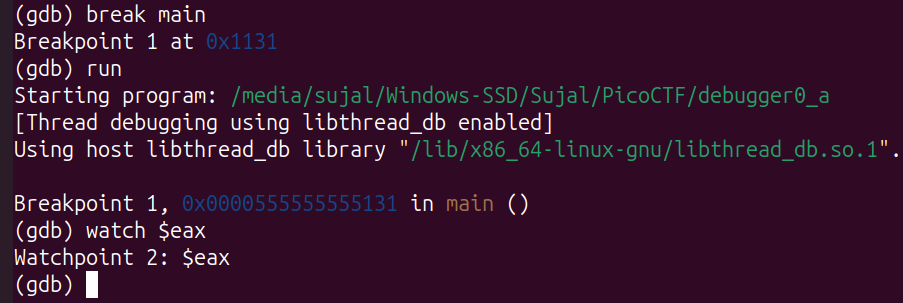 (gdb) break main
Breakpoint 1 at 0x1131
(gdb) run
Starting program: /media/sujal/Windows-SSD/Sujal/PicoCTF/debugger0_a
[Thread debugging using libthread_db enabled]
Using host libthread_db library "/lib/x86_64-linux-gnu/libthread_db.so.1".
Breakpoint 1, 0x0000555555555131 in main ()
(gdb) watch $eax
Watchpoint 2: $eax
(gdb)